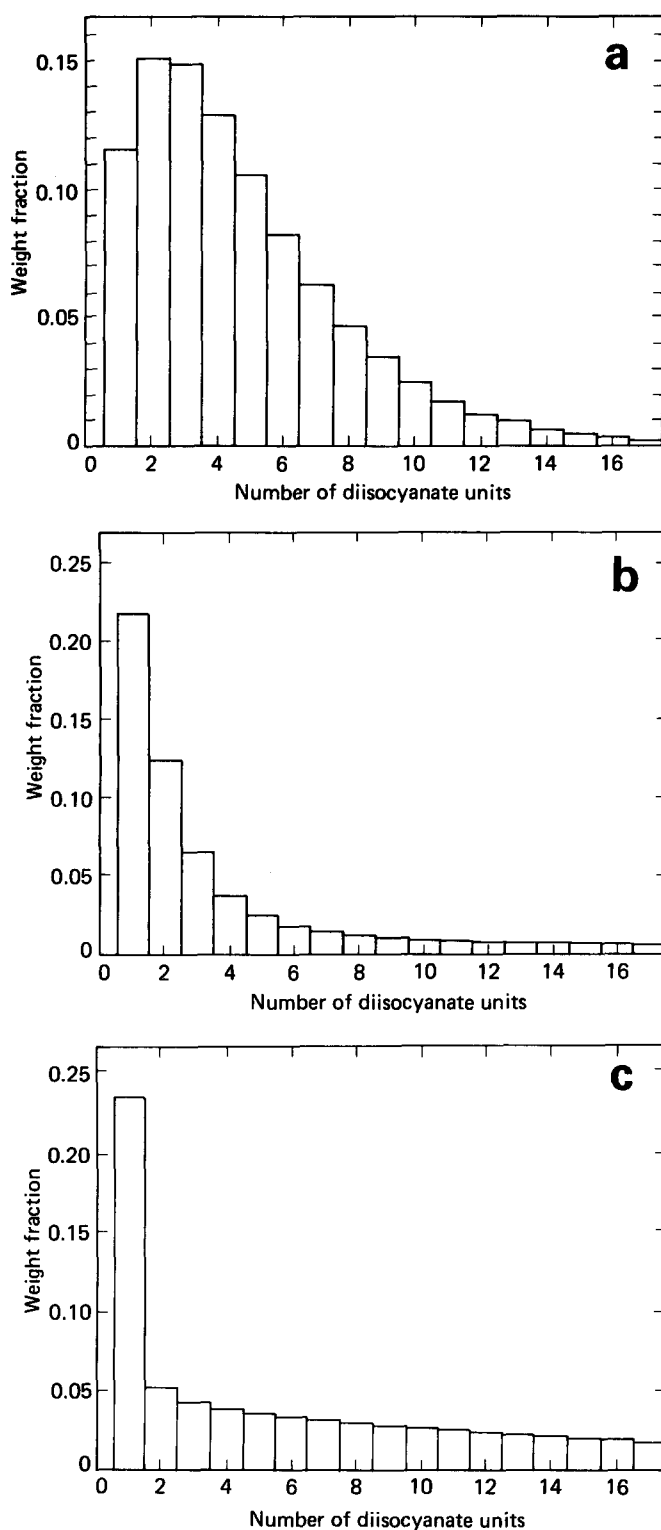 a
0.15
0.10
0.05
0
Weight fraction
0 2 4 6 8 10 12 14 16
Number of diisocyanate units
b
0.25
0.20
0.15
0.10
0.05
0
Weight fraction
0 2 4 6 8 10 12 14 16
Number of diisocyanate units
c
0.25
0.20
0.15
0.10
0.05
0
Weight fraction
0 2 4 6 8 10 12 14 16
Number of diisocyanate units